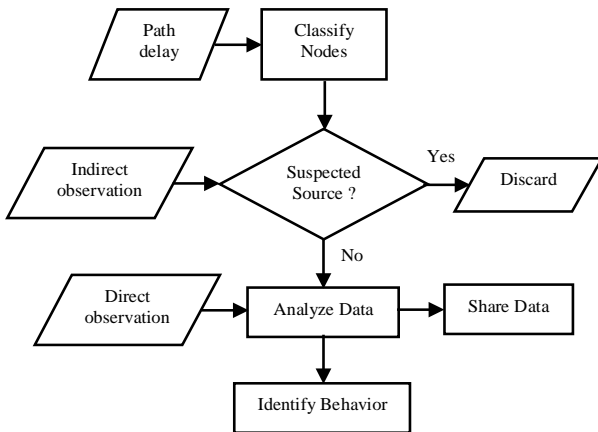 Path
delay
Classify
Nodes
Indirect
observation
Suspected
Source ?
Yes
Discard
No
Direct
observation
Analyze Data
Share Data
Identify Behavior